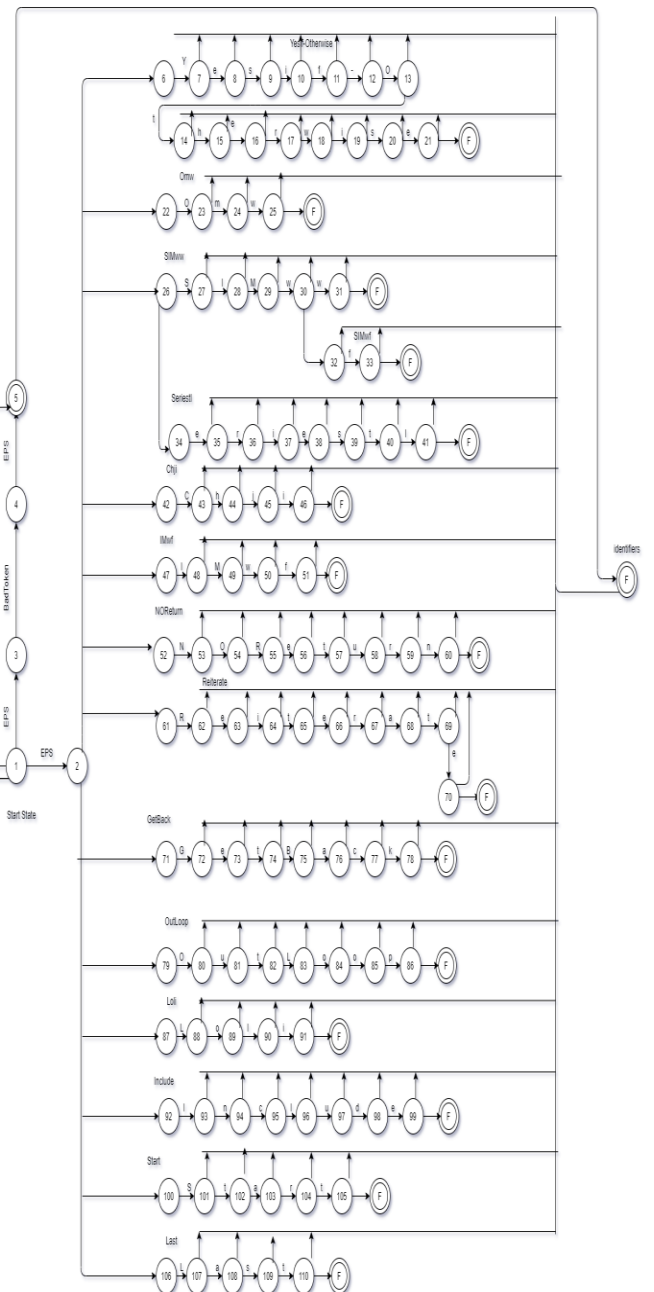 YesIf-Otherwise
6 Y 7 e 8 s 9 i 10 f 11 - 12 O 13
t 14 h 15 e 16 r 17 w 18 i 19 s 20 e 21 F
Omw
22 O 23 m 24 w 25 F
SIMww
26 S 27 I 28 M 29 w 30 w 31 F
SIMwf
32 f 33 F
Seriestl
34 e 35 r 36 i 37 e 38 s 39 t 40 l 41 F
Chji
42 C 43 h 44 j 45 i 46 F
IMwf
47 I 48 M 49 w 50 f 51 F
identifiers
F
NOReturn
52 N 53 O 54 R 55 e 56 t 57 u 58 r 59 n 60 F
Reiterate
61 R 62 e 63 i 64 t 65 e 66 r 67 a 68 t 69
e
70 F
5
EPS
4
BadToken
3
EPS
1 EPS 2
Start State
GetBack
71 G 72 e 73 t 74 B 75 a 76 c 77 k 78 F
OutLoop
79 O 80 u 81 t 82 L 83 o 84 o 85 p 86 F
Loli
87 L 88 o 89 l 90 i 91 F
Include
92 I 93 n 94 c 95 l 96 u 97 d 98 e 99 F
Start
100 S 101 t 102 a 103 r 104 t 105 F
Last
106 L 107 a 108 s 109 t 110 F